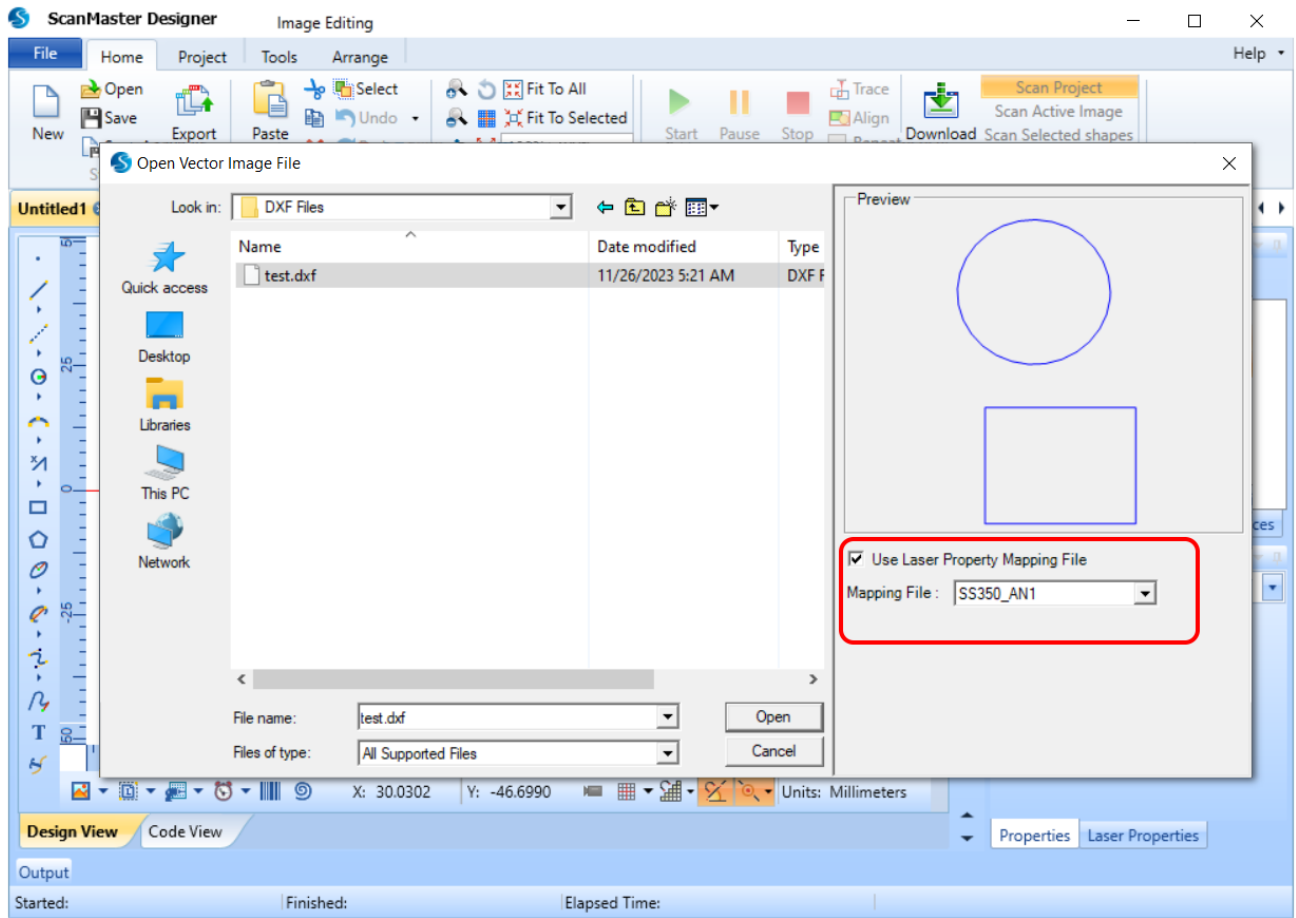 ScanMaster Designer
Image Editing
File
Home
Project
Tools
Arrange
Help
New
Open
Save
Export
Paste
Select
Undo
Fit To All
Fit To Selected
Start
Pause
Stop
Trace
Align
Download
Scan Project
Scan Active Image
Scan Selected shapes
Open Vector Image File
Untitled1
Look in:
DXF Files
Name
Date modified
Type
test.dxf
11/26/2023 5:21 AM
DXF F
Quick access
Desktop
Libraries
This PC
Network
Preview
Use Laser Property Mapping File
Mapping File :
SS350_AN1
File name:
test.dxf
Open
Files of type:
All Supported Files
Cancel
25
0
-25
ces
T
X: 30.0302
Y: -46.6990
Units: Millimeters
Design View
Code View
Properties
Laser Properties
Output
Started:
Finished:
Elapsed Time: